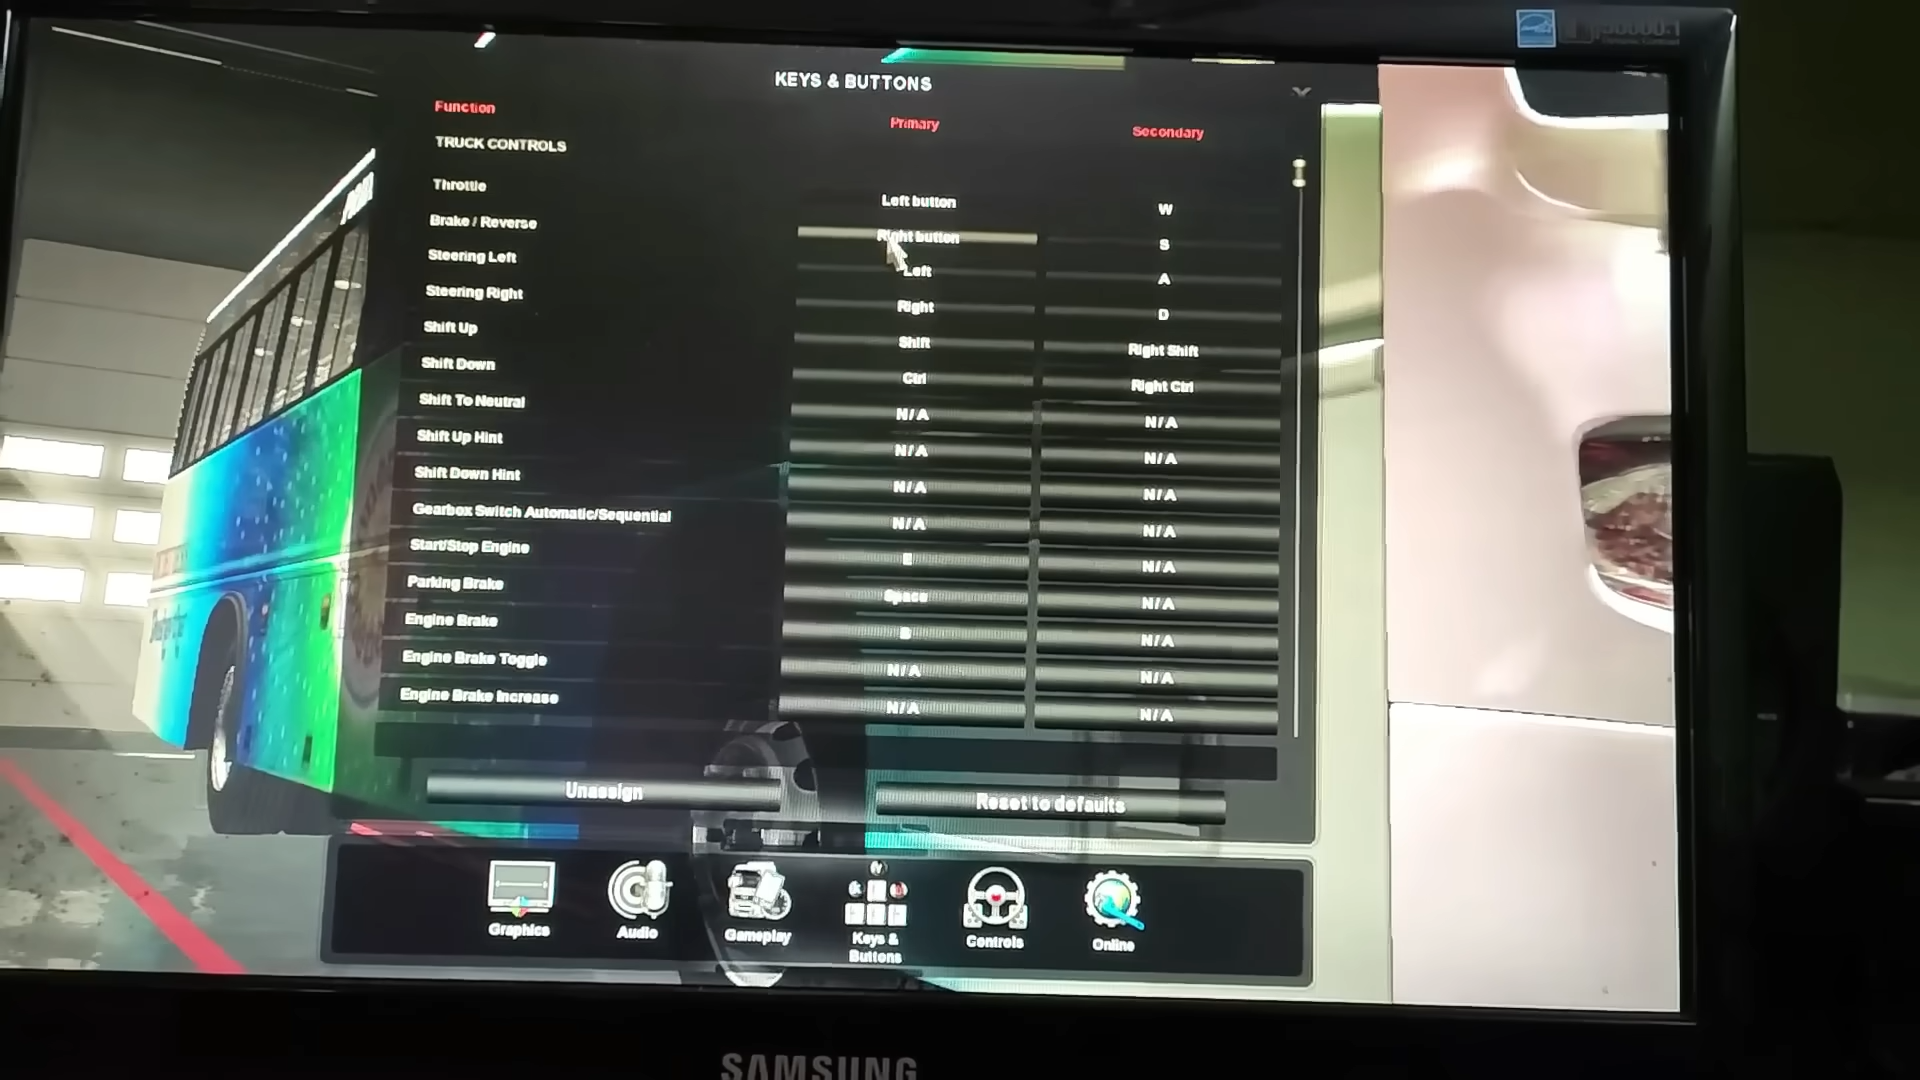 KEYS & BUTTONS
Function Primary Secondary
TRUCK CONTROLS
Throttle Left button W
Brake / Reverse Right button S
Steering Left Left A
Steering Right Right D
Shift Up Shift Right Shift
Shift Down Ctrl Right Ctrl
Shift To Neutral N/A N/A
Shift Up Hint N/A N/A
Shift Down Hint N/A N/A
Gearbox Switch Automatic/Sequential N/A N/A
Start/Stop Engine E N/A
Parking Brake Space N/A
Engine Brake B N/A
Engine Brake Toggle N/A N/A
Engine Brake Increase N/A N/A
Unassign Reset to defaults
Graphics Audio Gameplay Keys & Buttons Controls Online
SAMSUNG